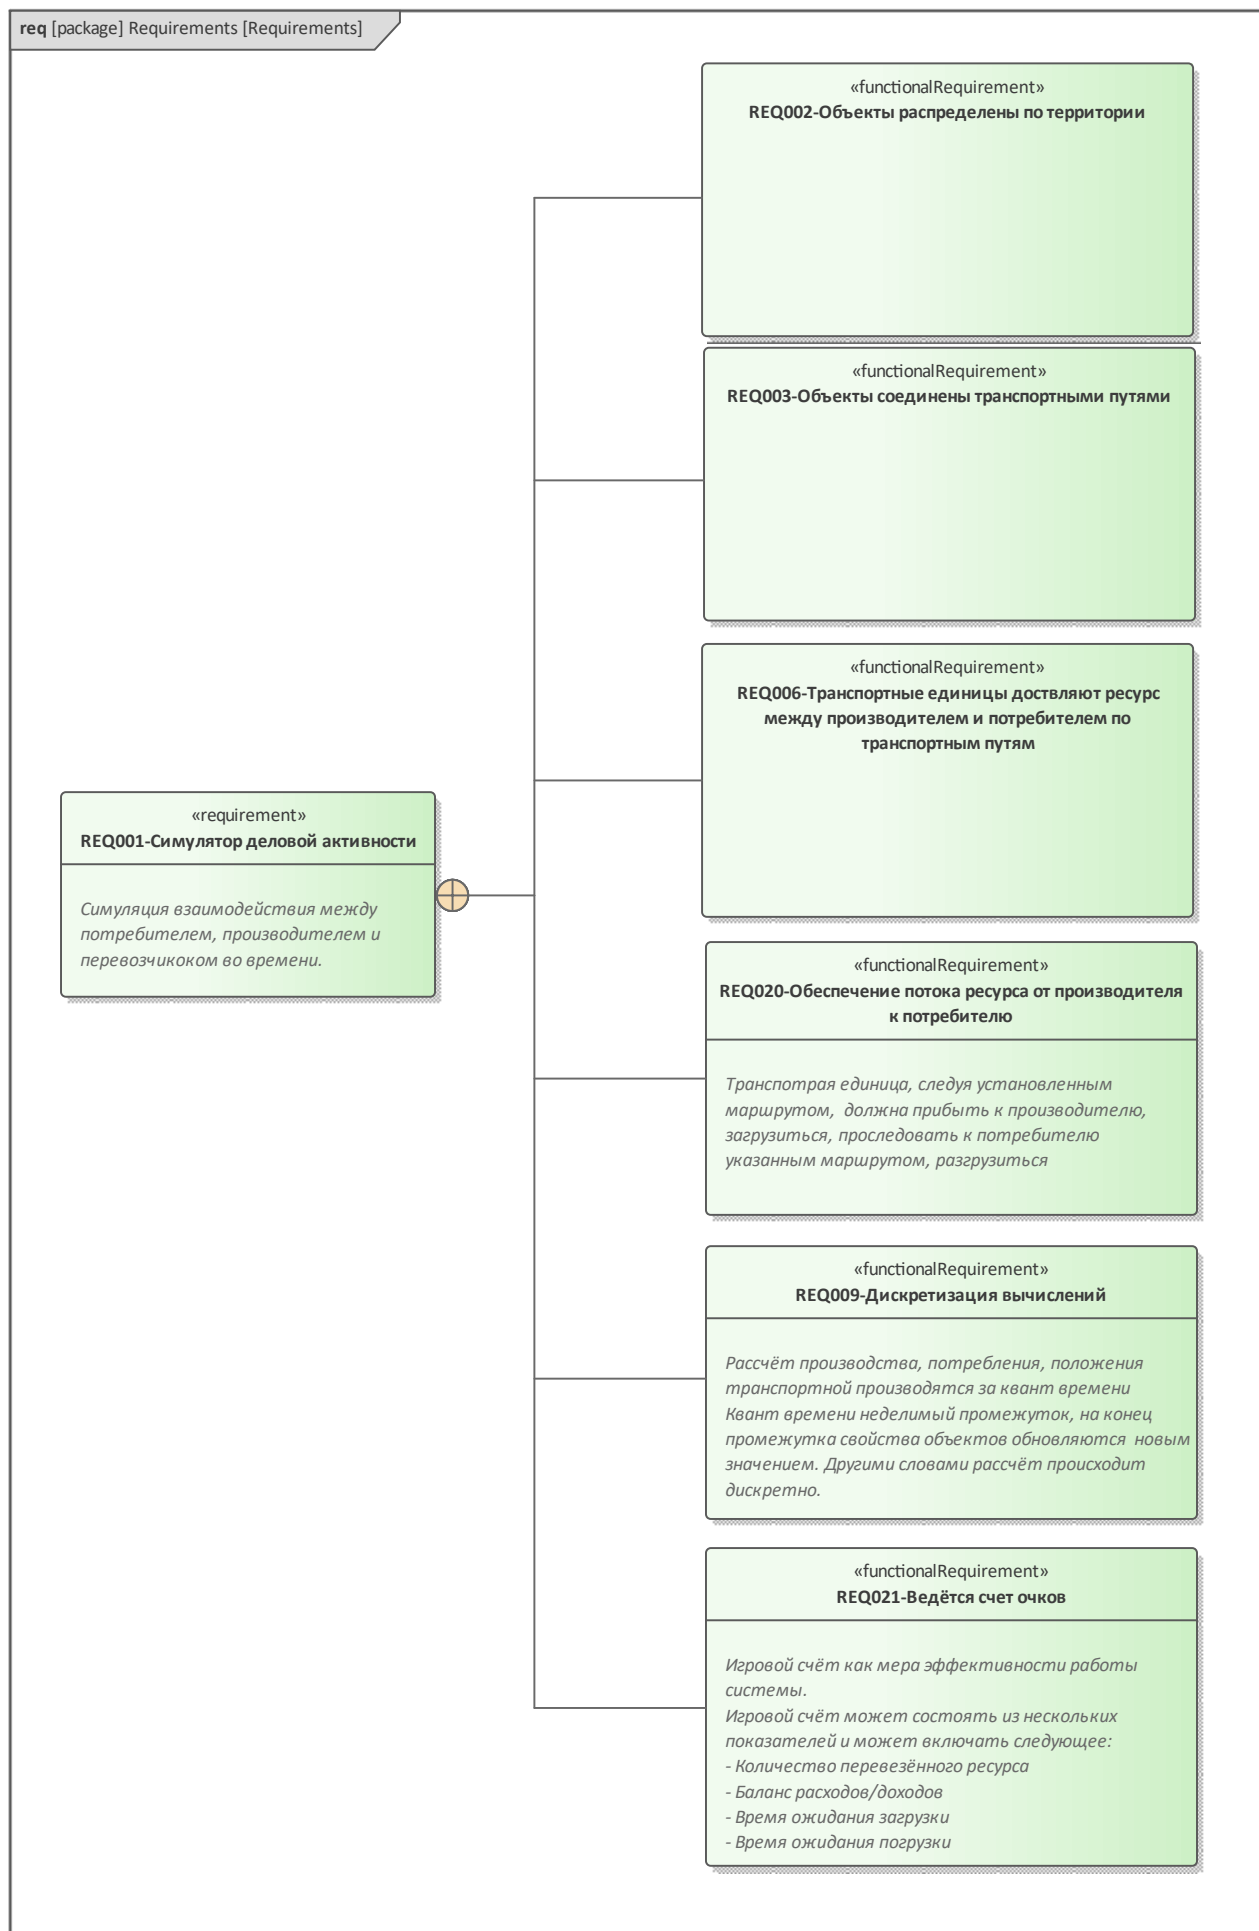 req [package] Requirements [Requirements]
«functionalRequirement»
REQ002-Объекты распределены по территории
«functionalRequirement»
REQ003-Объекты соединены транспортными путями
«functionalRequirement»
REQ006-Транспортные единицы доствляют ресурс
между производителем и потребителем по
транспортным путям
«requirement»
REQ001-Симулятор деловой активности
Симуляция взаимодействия между
потребителем, производителем и
перевозчикоком во времени.
«functionalRequirement»
REQ020-Обеспечение потока ресурса от производителя
к потребителю
Транспотрая единица, следуя установленным
маршрутом,  должна прибыть к производителю,
загрузиться, проследовать к потребителю
указанным маршрутом, разгрузиться
«functionalRequirement»
REQ009-Дискретизация вычислений
Рассчёт производства, потребления, положения
транспортной производятся за квант времени
Квант времени неделимый промежуток, на конец
промежутка свойства объектов обновляются  новым
значением. Другими словами рассчёт происходит
дискретно.
«functionalRequirement»
REQ021-Ведётся счет очков
Игровой счёт как мера эффективности работы
системы.
Игровой счёт может состоять из нескольких
показателей и может включать следующее:
- Количество перевезённого ресурса
- Баланс расходов/доходов
- Время ожидания загрузки
- Время ожидания погрузки